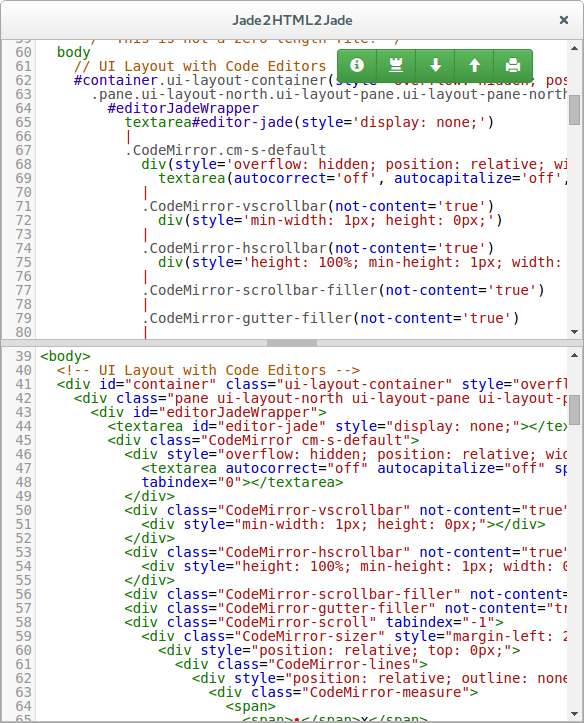 Jade2HTML2Jade
60 body
61 // UI Layout with Code Editors
62 #container.ui-layout-container(
63 .pane.ui-layout-north.ui-layout-pane.ui-layout-pane-north
64 #editorJadeWrapper
65 textarea#editor-jade(style='display: none;')
66 |
67 .CodeMirror.cm-s-default
68 div(style='overflow: hidden; position: relative; wi
69 textarea(autocorrect='off', autocapitalize='off',
70 |
71 .CodeMirror-vscrollbar(not-content='true')
72 div(style='min-width: 1px; height: 0px;')
73 |
74 .CodeMirror-hscrollbar(not-content='true')
75 div(style='height: 100%; min-height: 1px; width:
76 |
77 .CodeMirror-scrollbar-filler(not-content='true')
78 |
79 .CodeMirror-gutter-filler(not-content='true')
80 |
39 <body>
40 <!-- UI Layout with Code Editors -->
41 <div id="container" class="ui-layout-container" style="overfl
42 <div class="pane ui-layout-north ui-layout-pane ui-layout-p
43 <div id="editorJadeWrapper">
44 <textarea id="editor-jade" style="display: none;"></tex
45 <div class="CodeMirror cm-s-default">
46 <div style="overflow: hidden; position: relative; wid
47 <textarea autocorrect="off" autocapitalize="off" sp
48 tabindex="0"></textarea>
49 </div>
50 <div class="CodeMirror-vscrollbar" not-content="true"
51 <div style="min-width: 1px; height: 0px;"></div>
52 </div>
53 <div class="CodeMirror-hscrollbar" not-content="true"
54 <div style="height: 100%; min-height: 1px; width: 0
55 </div>
56 <div class="CodeMirror-scrollbar-filler" not-content=
57 <div class="CodeMirror-gutter-filler" not-content="tr
58 <div class="CodeMirror-scroll" tabindex="-1">
59 <div class="CodeMirror-sizer" style="margin-left: 2
60 <div style="position: relative; top: 0px;">
61 <div class="CodeMirror-lines">
62 <div style="position: relative; outline: none
63 <div class="CodeMirror-measure">
64 <span>
65 <span>•</span>x</span>